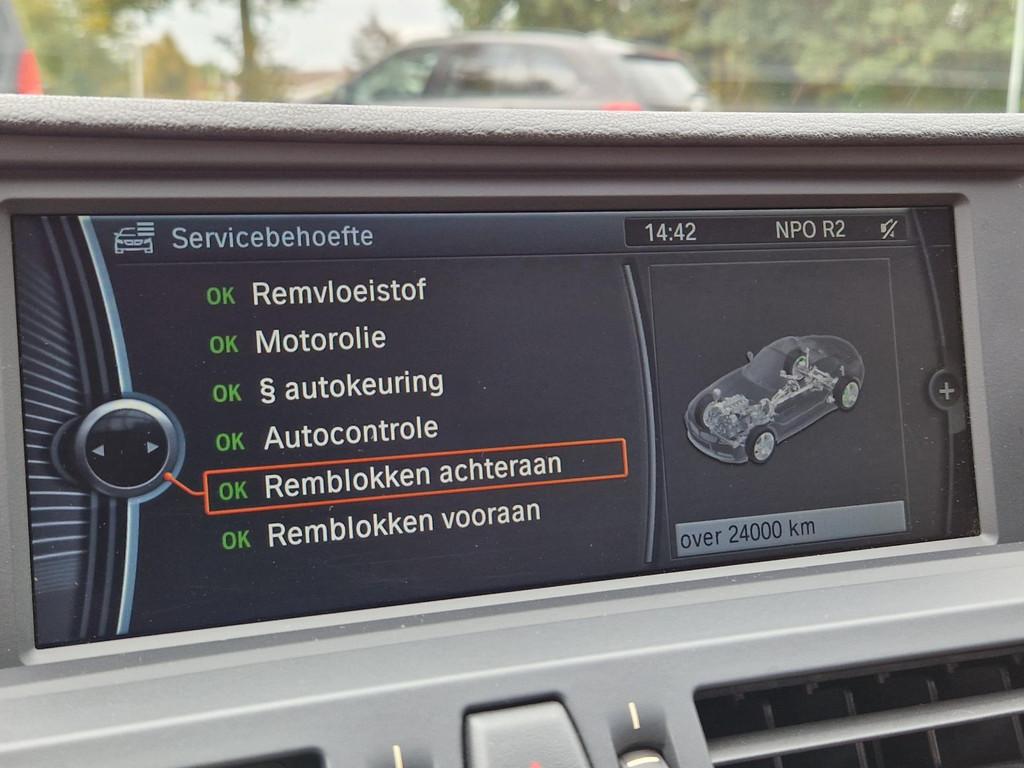 Servicebehoefte
14:42
NPO R2
OK Remvloeistof
OK Motorolie
OK § autokeuring
OK Autocontrole
OK Remblokken achteraan
OK Remblokken vooraan
over 24000 km